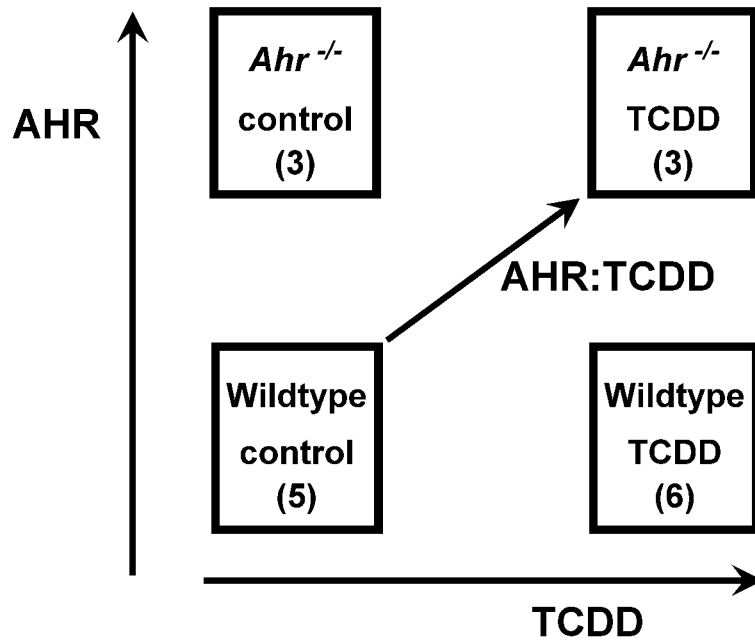 AHR
Ahr -/-
control
(3)
Ahr -/-
TCDD
(3)
AHR:TCDD
Wildtype
control
(5)
Wildtype
TCDD
(6)
TCDD